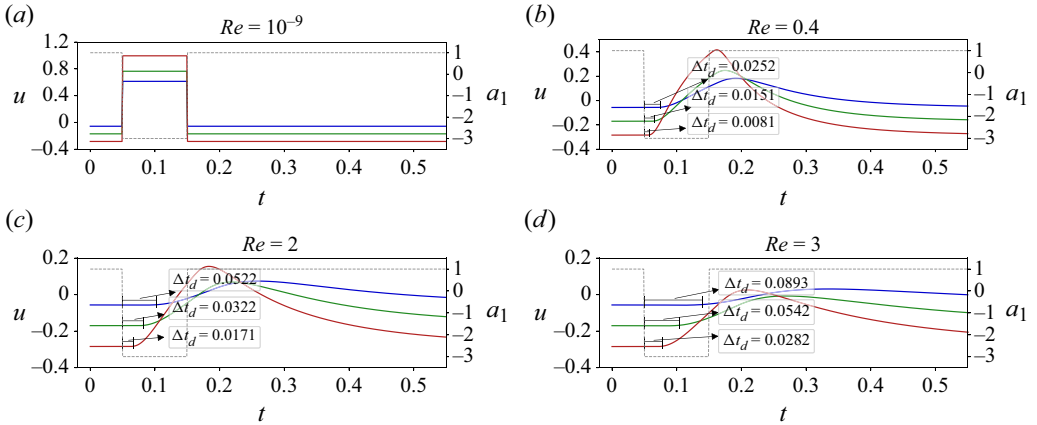 (a)
Re = 10⁻⁹
1.2
0.8
0.4
0
–0.4
u
1
0
–1
–2
–3
a₁
0 0.1 0.2 0.3 0.4 0.5
t
(b)
Re = 0.4
0.4
0.2
0
–0.2
–0.4
u
Δt_d = 0.0252
Δt_d = 0.0151
Δt_d = 0.0081
1
0
–1
–2
–3
a₁
0 0.1 0.2 0.3 0.4 0.5
t
(c)
Re = 2
0.2
0
–0.2
–0.4
u
Δt_d = 0.0522
Δt_d = 0.0322
Δt_d = 0.0171
1
0
–1
–2
–3
a₁
0 0.1 0.2 0.3 0.4 0.5
t
(d)
Re = 3
0.2
0
–0.2
–0.4
u
Δt_d = 0.0893
Δt_d = 0.0542
Δt_d = 0.0282
1
0
–1
–2
–3
a₁
0 0.1 0.2 0.3 0.4 0.5
t